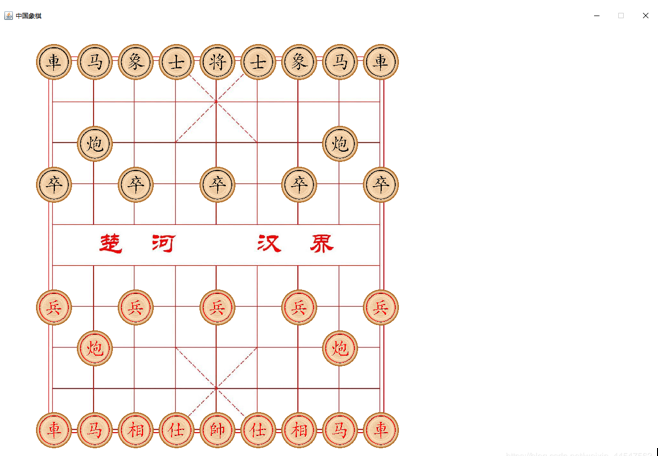 中国象棋
車马象士将士象马車
炮 炮
卒 卒 卒 卒 卒
楚河 汉界
兵 兵 兵 兵 兵
炮 炮
車马相仕帥仕相马車